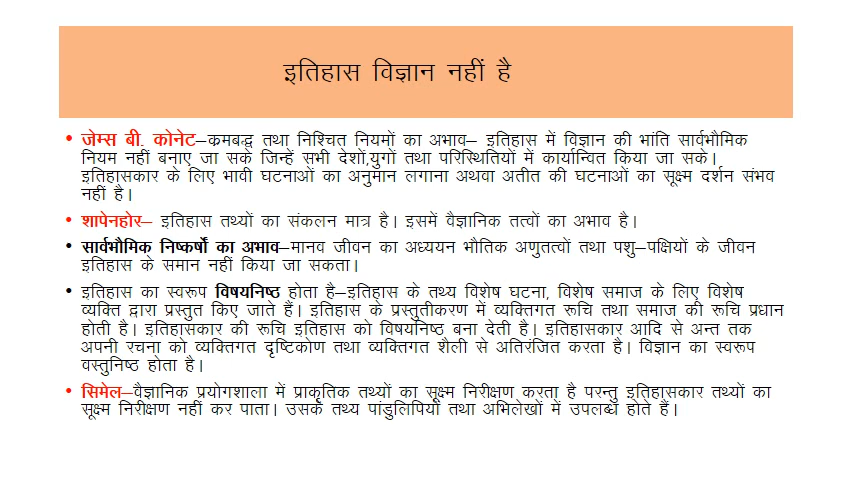 इतिहास विज्ञान नहीं है
• जेम्स बी. कोनेट–क्रमबद्ध तथा निश्चित नियमों का अभाव– इतिहास में विज्ञान की भांति सार्वभौमिक
नियम नहीं बनाए जा सके जिन्हें सभी देशों,युगों तथा परिस्थितियों में कार्यान्वित किया जा सके।
इतिहासकार के लिए भावी घटनाओं का अनुमान लगाना अथवा अतीत की घटनाओं का सूक्ष्म दर्शन संभव
नहीं है।
• शापेनहोर– इतिहास तथ्यों का संकलन मात्र है। इसमें वैज्ञानिक तत्वों का अभाव है।
• सार्वभौमिक निष्कर्षों का अभाव–मानव जीवन का अध्ययन भौतिक अणुतत्वों तथा पशु–पक्षियों के जीवन
इतिहास के समान नहीं किया जा सकता।
• इतिहास का स्वरूप विषयनिष्ठ होता है–इतिहास के तथ्य विशेष घटना, विशेष समाज के लिए विशेष
व्यक्ति द्वारा प्रस्तुत किए जाते हैं। इतिहास के प्रस्तुतीकरण में व्यक्तिगत रूचि तथा समाज की रूचि प्रधान
होती है। इतिहासकार की रूचि इतिहास को विषयनिष्ठ बना देती है। इतिहासकार आदि से अन्त तक
अपनी रचना को व्यक्तिगत दृष्टिकोण तथा व्यक्तिगत शैली से अतिरंजित करता है। विज्ञान का स्वरूप
वस्तुनिष्ठ होता है।
• सिमेल–वैज्ञानिक प्रयोगशाला में प्राकृतिक तथ्यों का सूक्ष्म निरीक्षण करता है परन्तु इतिहासकार तथ्यों का
सूक्ष्म निरीक्षण नहीं कर पाता। उसके तथ्य पांडुलिपियों तथा अभिलेखों में उपलब्ध होते हैं।